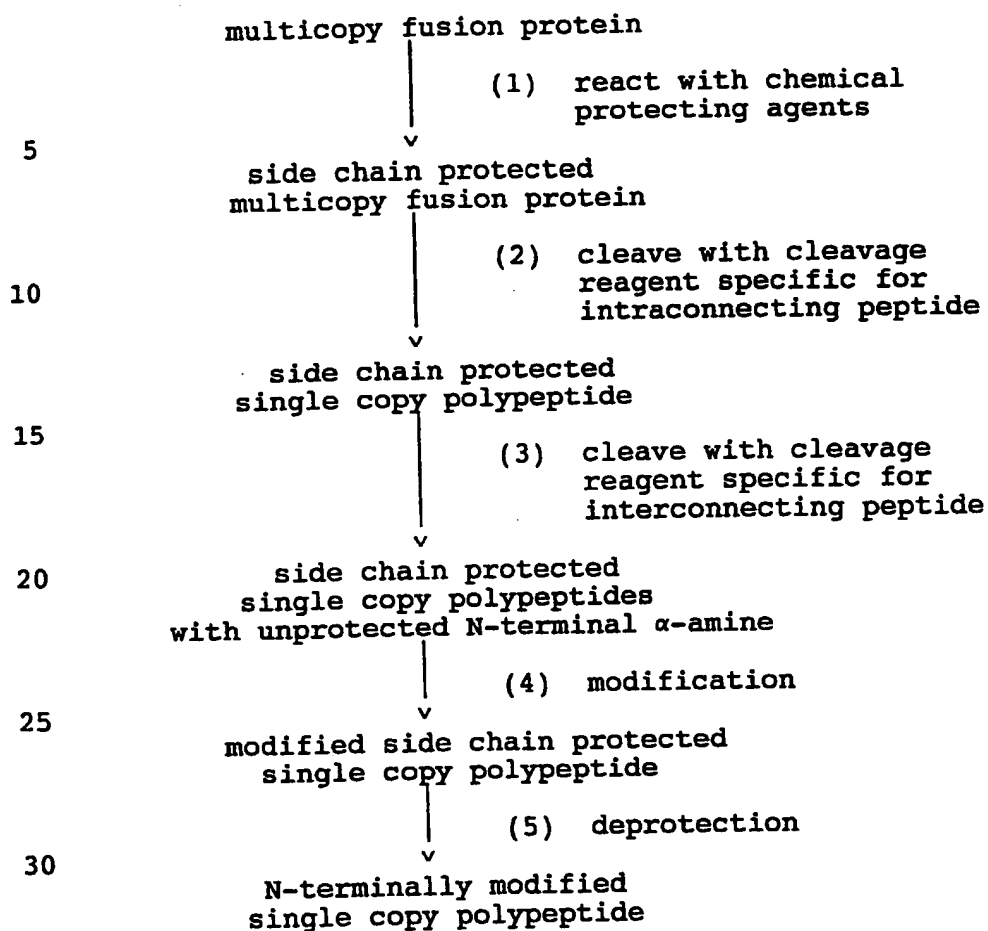 multicopy fusion protein
(1) react with chemical
protecting agents
5
side chain protected
multicopy fusion protein
(2) cleave with cleavage
reagent specific for
10
intraconnecting peptide
side chain protected
single copy polypeptide
15
(3) cleave with cleavage
reagent specific for
interconnecting peptide
20
side chain protected
single copy polypeptides
with unprotected N-terminal α-amine
(4) modification
25
modified side chain protected
single copy polypeptide
(5) deprotection
30
N-terminally modified
single copy polypeptide